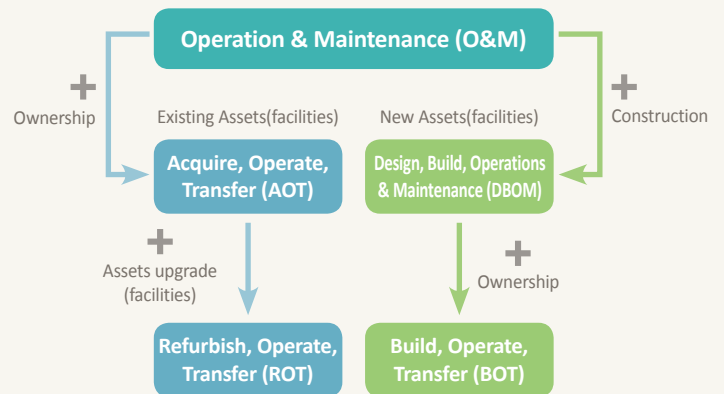 Operation & Maintenance (O&M)
Ownership
Existing Assets(facilities)
New Assets(facilities)
Construction
Acquire, Operate,
Transfer (AOT)
Design, Build, Operations
& Maintenance (DBOM)
Assets upgrade
(facilities)
Ownership
Refurbish, Operate,
Transfer (ROT)
Build, Operate,
Transfer (BOT)